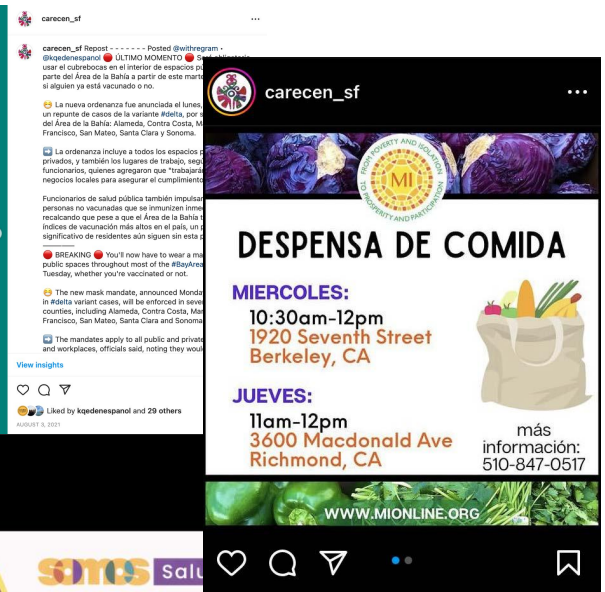 carecen_sf
carecen_sf Repost - - - - - - Posted @withregram •
@kqedenespanol 🔴 ÚLTIMO MOMENTO 🔴
usar el cubrebocas en el interior de espacios
parte del Área de la Bahía a partir de este
si alguien ya está vacunado o no.
😷 La nueva ordenanza fue anunciada el lunes,
un repunte de casos de la variante #delta, por
del Área de la Bahía: Alameda, Contra Costa,
Francisco, San Mateo, Santa Clara y Sonoma.
➡️ La ordenanza incluye a todos los espacios
privados, y también los lugares de trabajo,
funcionarios, quienes agregaron que
negocios locales para asegurar el
Funcionarios de salud pública también
personas no vacunadas que se inmunizen
recalcando que pese a que el Área de la Bahía
índices de vacunación más altos en el país, un
significativo de residentes aún siguen sin esta
————
🔴 BREAKING 🔴 You'll now have to wear a
public spaces throughout most of the
Tuesday, whether you're vaccinated or not.
😷 The new mask mandate, announced
in #delta variant cases, will be enforced in
counties, including Alameda, Contra Costa,
Francisco, San Mateo, Santa Clara and Sonoma
➡️ The mandates apply to all public and
and workplaces, officials said, noting they
View insights
Liked by kqedenespanol and 29 others
AUGUST 3, 2021
SOMOS
carecen_sf
FROM POVERTY AND ISOLATION
MI
TO PROSPERITY AND PARTICIPATION
DESPENSA DE COMIDA
MIERCOLES:
10:30am-12pm
1920 Seventh Street
Berkeley, CA
JUEVES:
11am-12pm
3600 Macdonald Ave
Richmond, CA
más
información:
510-847-0517
WWW.MIONLINE.ORG